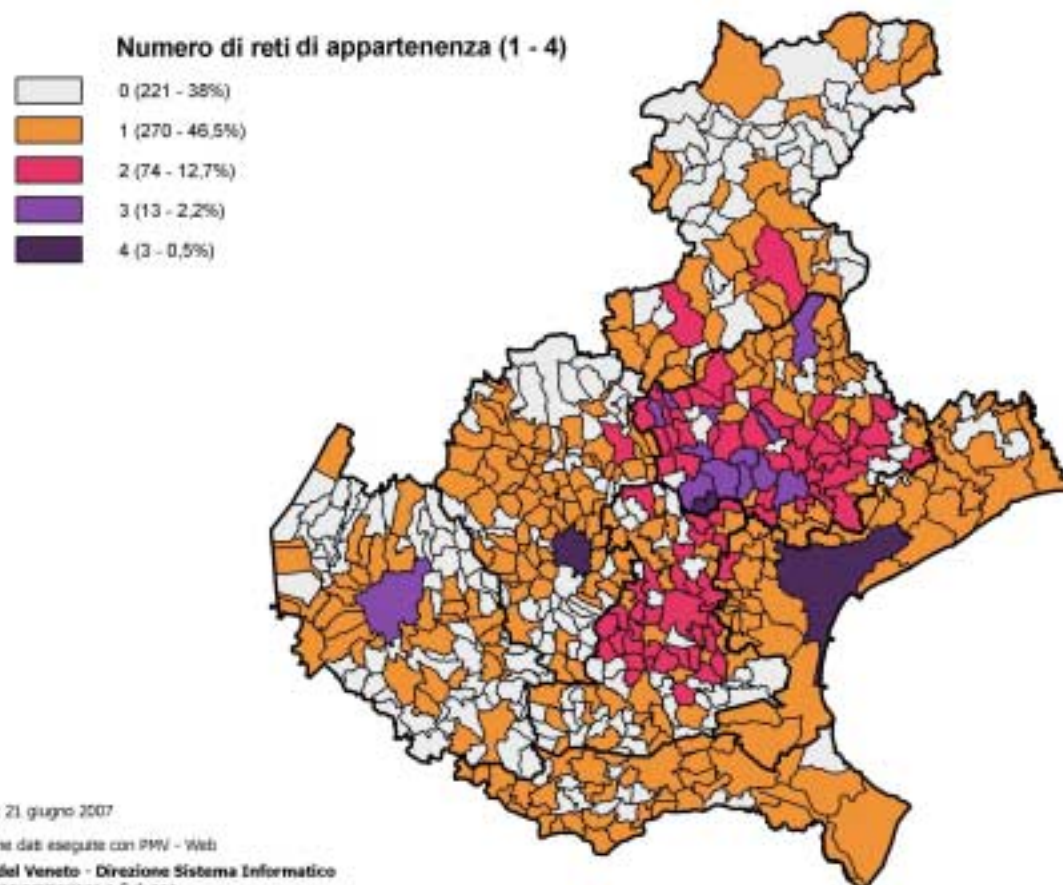 Numero di reti di appartenenza (1 - 4)
0 (221 - 38%)
1 (270 - 46,5%)
2 (74 - 12,7%)
3 (13 - 2,2%)
4 (3 - 0,5%)
21 giugno 2007
ne dati eseguite con PMV - Web
del Veneto - Direzione Sistema Informatico